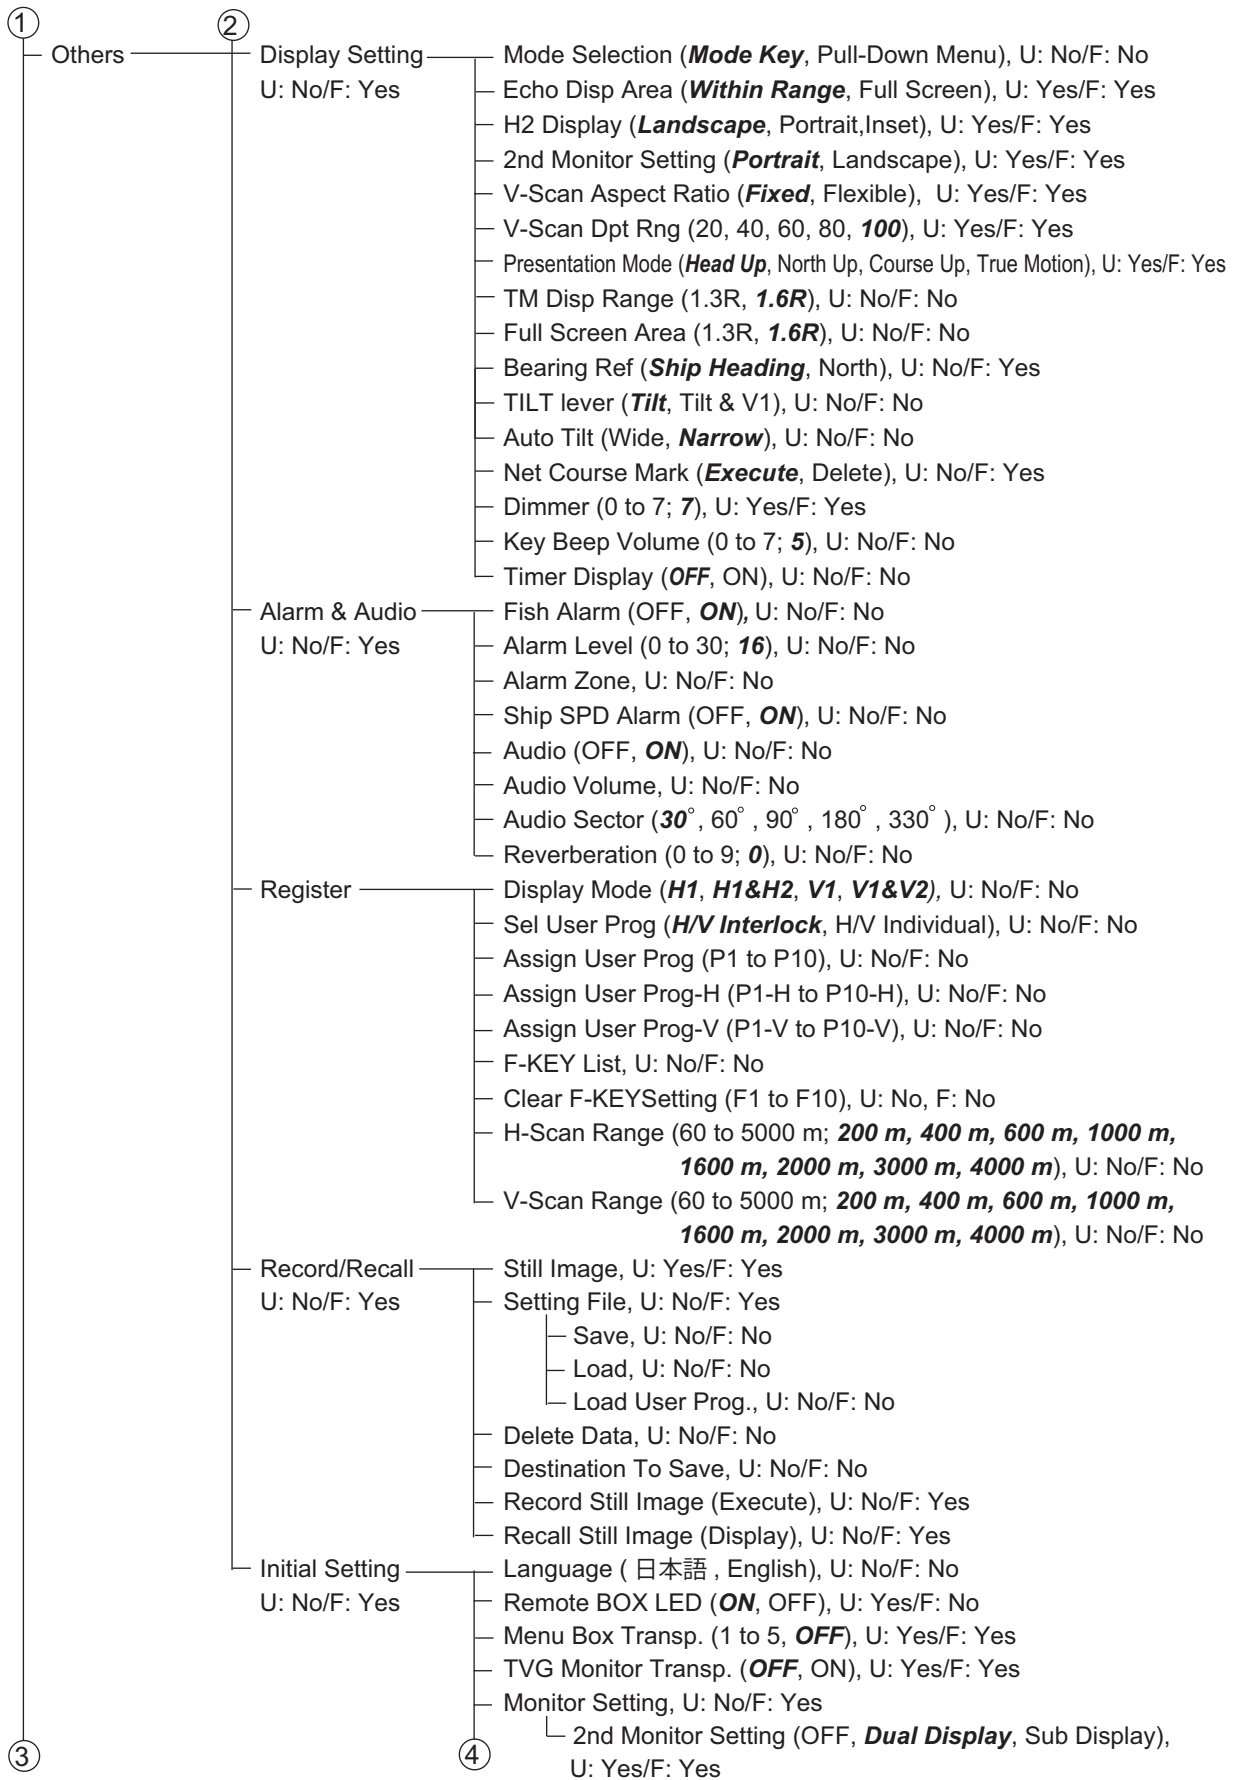 1
2
Others
Display Setting
U: No/F: Yes
Mode Selection (Mode Key, Pull-Down Menu), U: No/F: No
Echo Disp Area (Within Range, Full Screen), U: Yes/F: Yes
H2 Display (Landscape, Portrait,Inset), U: Yes/F: Yes
2nd Monitor Setting (Portrait, Landscape), U: Yes/F: Yes
V-Scan Aspect Ratio (Fixed, Flexible), U: Yes/F: Yes
V-Scan Dpt Rng (20, 40, 60, 80, 100), U: Yes/F: Yes
Presentation Mode (Head Up, North Up, Course Up, True Motion), U: Yes/F: Yes
TM Disp Range (1.3R, 1.6R), U: No/F: No
Full Screen Area (1.3R, 1.6R), U: No/F: No
Bearing Ref (Ship Heading, North), U: No/F: Yes
TILT lever (Tilt, Tilt & V1), U: No/F: No
Auto Tilt (Wide, Narrow), U: No/F: No
Net Course Mark (Execute, Delete), U: No/F: Yes
Dimmer (0 to 7; 7), U: Yes/F: Yes
Key Beep Volume (0 to 7; 5), U: No/F: No
Timer Display (OFF, ON), U: No/F: No
Alarm & Audio
U: No/F: Yes
Fish Alarm (OFF, ON), U: No/F: No
Alarm Level (0 to 30; 16), U: No/F: No
Alarm Zone, U: No/F: No
Ship SPD Alarm (OFF, ON), U: No/F: No
Audio (OFF, ON), U: No/F: No
Audio Volume, U: No/F: No
Audio Sector (30°, 60° , 90° , 180° , 330° ), U: No/F: No
Reverberation (0 to 9; 0), U: No/F: No
Register
Display Mode (H1, H1&H2, V1, V1&V2), U: No/F: No
Sel User Prog (H/V Interlock, H/V Individual), U: No/F: No
Assign User Prog (P1 to P10), U: No/F: No
Assign User Prog-H (P1-H to P10-H), U: No/F: No
Assign User Prog-V (P1-V to P10-V), U: No/F: No
F-KEY List, U: No/F: No
Clear F-KEYSetting (F1 to F10), U: No, F: No
H-Scan Range (60 to 5000 m; 200 m, 400 m, 600 m, 1000 m,
1600 m, 2000 m, 3000 m, 4000 m), U: No/F: No
V-Scan Range (60 to 5000 m; 200 m, 400 m, 600 m, 1000 m,
1600 m, 2000 m, 3000 m, 4000 m), U: No/F: No
Record/Recall
U: No/F: Yes
Still Image, U: Yes/F: Yes
Setting File, U: No/F: Yes
Save, U: No/F: No
Load, U: No/F: No
Load User Prog., U: No/F: No
Delete Data, U: No/F: No
Destination To Save, U: No/F: No
Record Still Image (Execute), U: No/F: Yes
Recall Still Image (Display), U: No/F: Yes
Initial Setting
U: No/F: Yes
Language ( 日本語 , English), U: No/F: No
Remote BOX LED (ON, OFF), U: Yes/F: No
Menu Box Transp. (1 to 5, OFF), U: Yes/F: Yes
TVG Monitor Transp. (OFF, ON), U: Yes/F: Yes
Monitor Setting, U: No/F: Yes
2nd Monitor Setting (OFF, Dual Display, Sub Display),
U: Yes/F: Yes
3
4